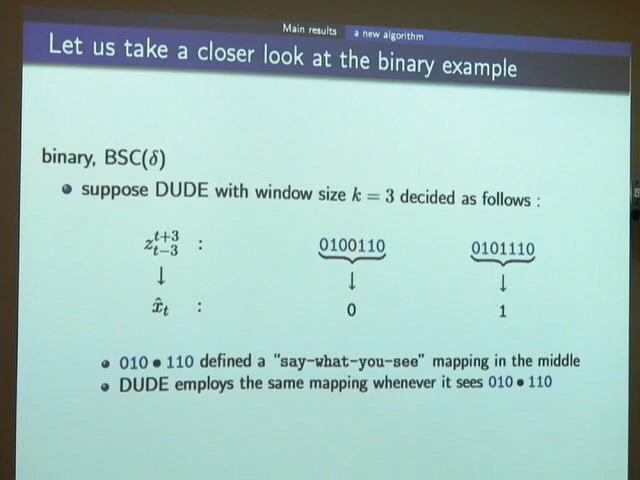 Main results a new algorithm
Let us take a closer look at the binary example
binary, BSC(δ)
• suppose DUDE with window size k = 3 decided as follows :
z_{t−3}^{t+3} : 0100110 0101110
↓ ↓ ↓
x̂_t : 0 1
• 010 • 110 defined a "say-what-you-see" mapping in the middle
• DUDE employs the same mapping whenever it sees 010 • 110